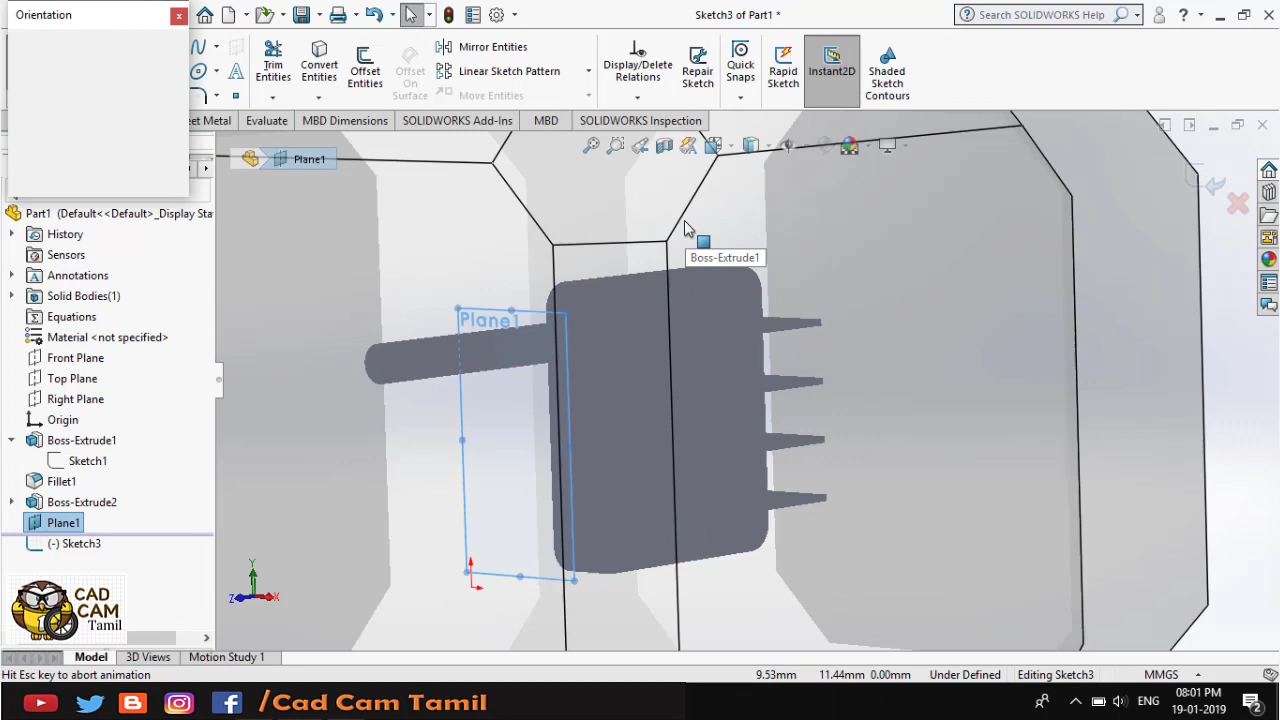 Orientation
x
Sketch3 of Part1 *
Search SOLIDWORKS Help
?
Trim Entities
Convert Entities
Offset Entities
Offset On Surface
Mirror Entities
Linear Sketch Pattern
Move Entities
Display/Delete Relations
Repair Sketch
Quick Snaps
Rapid Sketch
Instant2D
Shaded Sketch Contours
A
eet Metal
Evaluate
MBD Dimensions
SOLIDWORKS Add-Ins
MBD
SOLIDWORKS Inspection
Plane1
Part1 (Default<<Default>_Display Sta
History
Sensors
Annotations
Solid Bodies(1)
Equations
Material <not specified>
Front Plane
Top Plane
Right Plane
Origin
Boss-Extrude1
Sketch1
Fillet1
Boss-Extrude2
Plane1
(-) Sketch3
Boss-Extrude1
Plane1
Y
Z
X
CAD
CAM
Tamil
Model
3D Views
Motion Study 1
Hit Esc key to abort animation
9.53mm
11.44mm 0.00mm
Under Defined
Editing Sketch3
MMGS
/Cad Cam Tamil
ENG
08:01 PM
19-01-2019
2